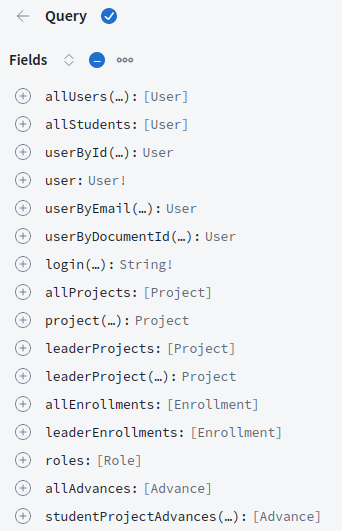 Query
Fields
allUsers(…): [User]
allStudents: [User]
userById(…): User
user: User!
userByEmail(…): User
userByDocumentId(…): User
login(…): String!
allProjects: [Project]
project(…): Project
leaderProjects: [Project]
leaderProject(…): Project
allEnrollments: [Enrollment]
leaderEnrollments: [Enrollment]
roles: [Role]
allAdvances: [Advance]
studentProjectAdvances(…): [Advance]